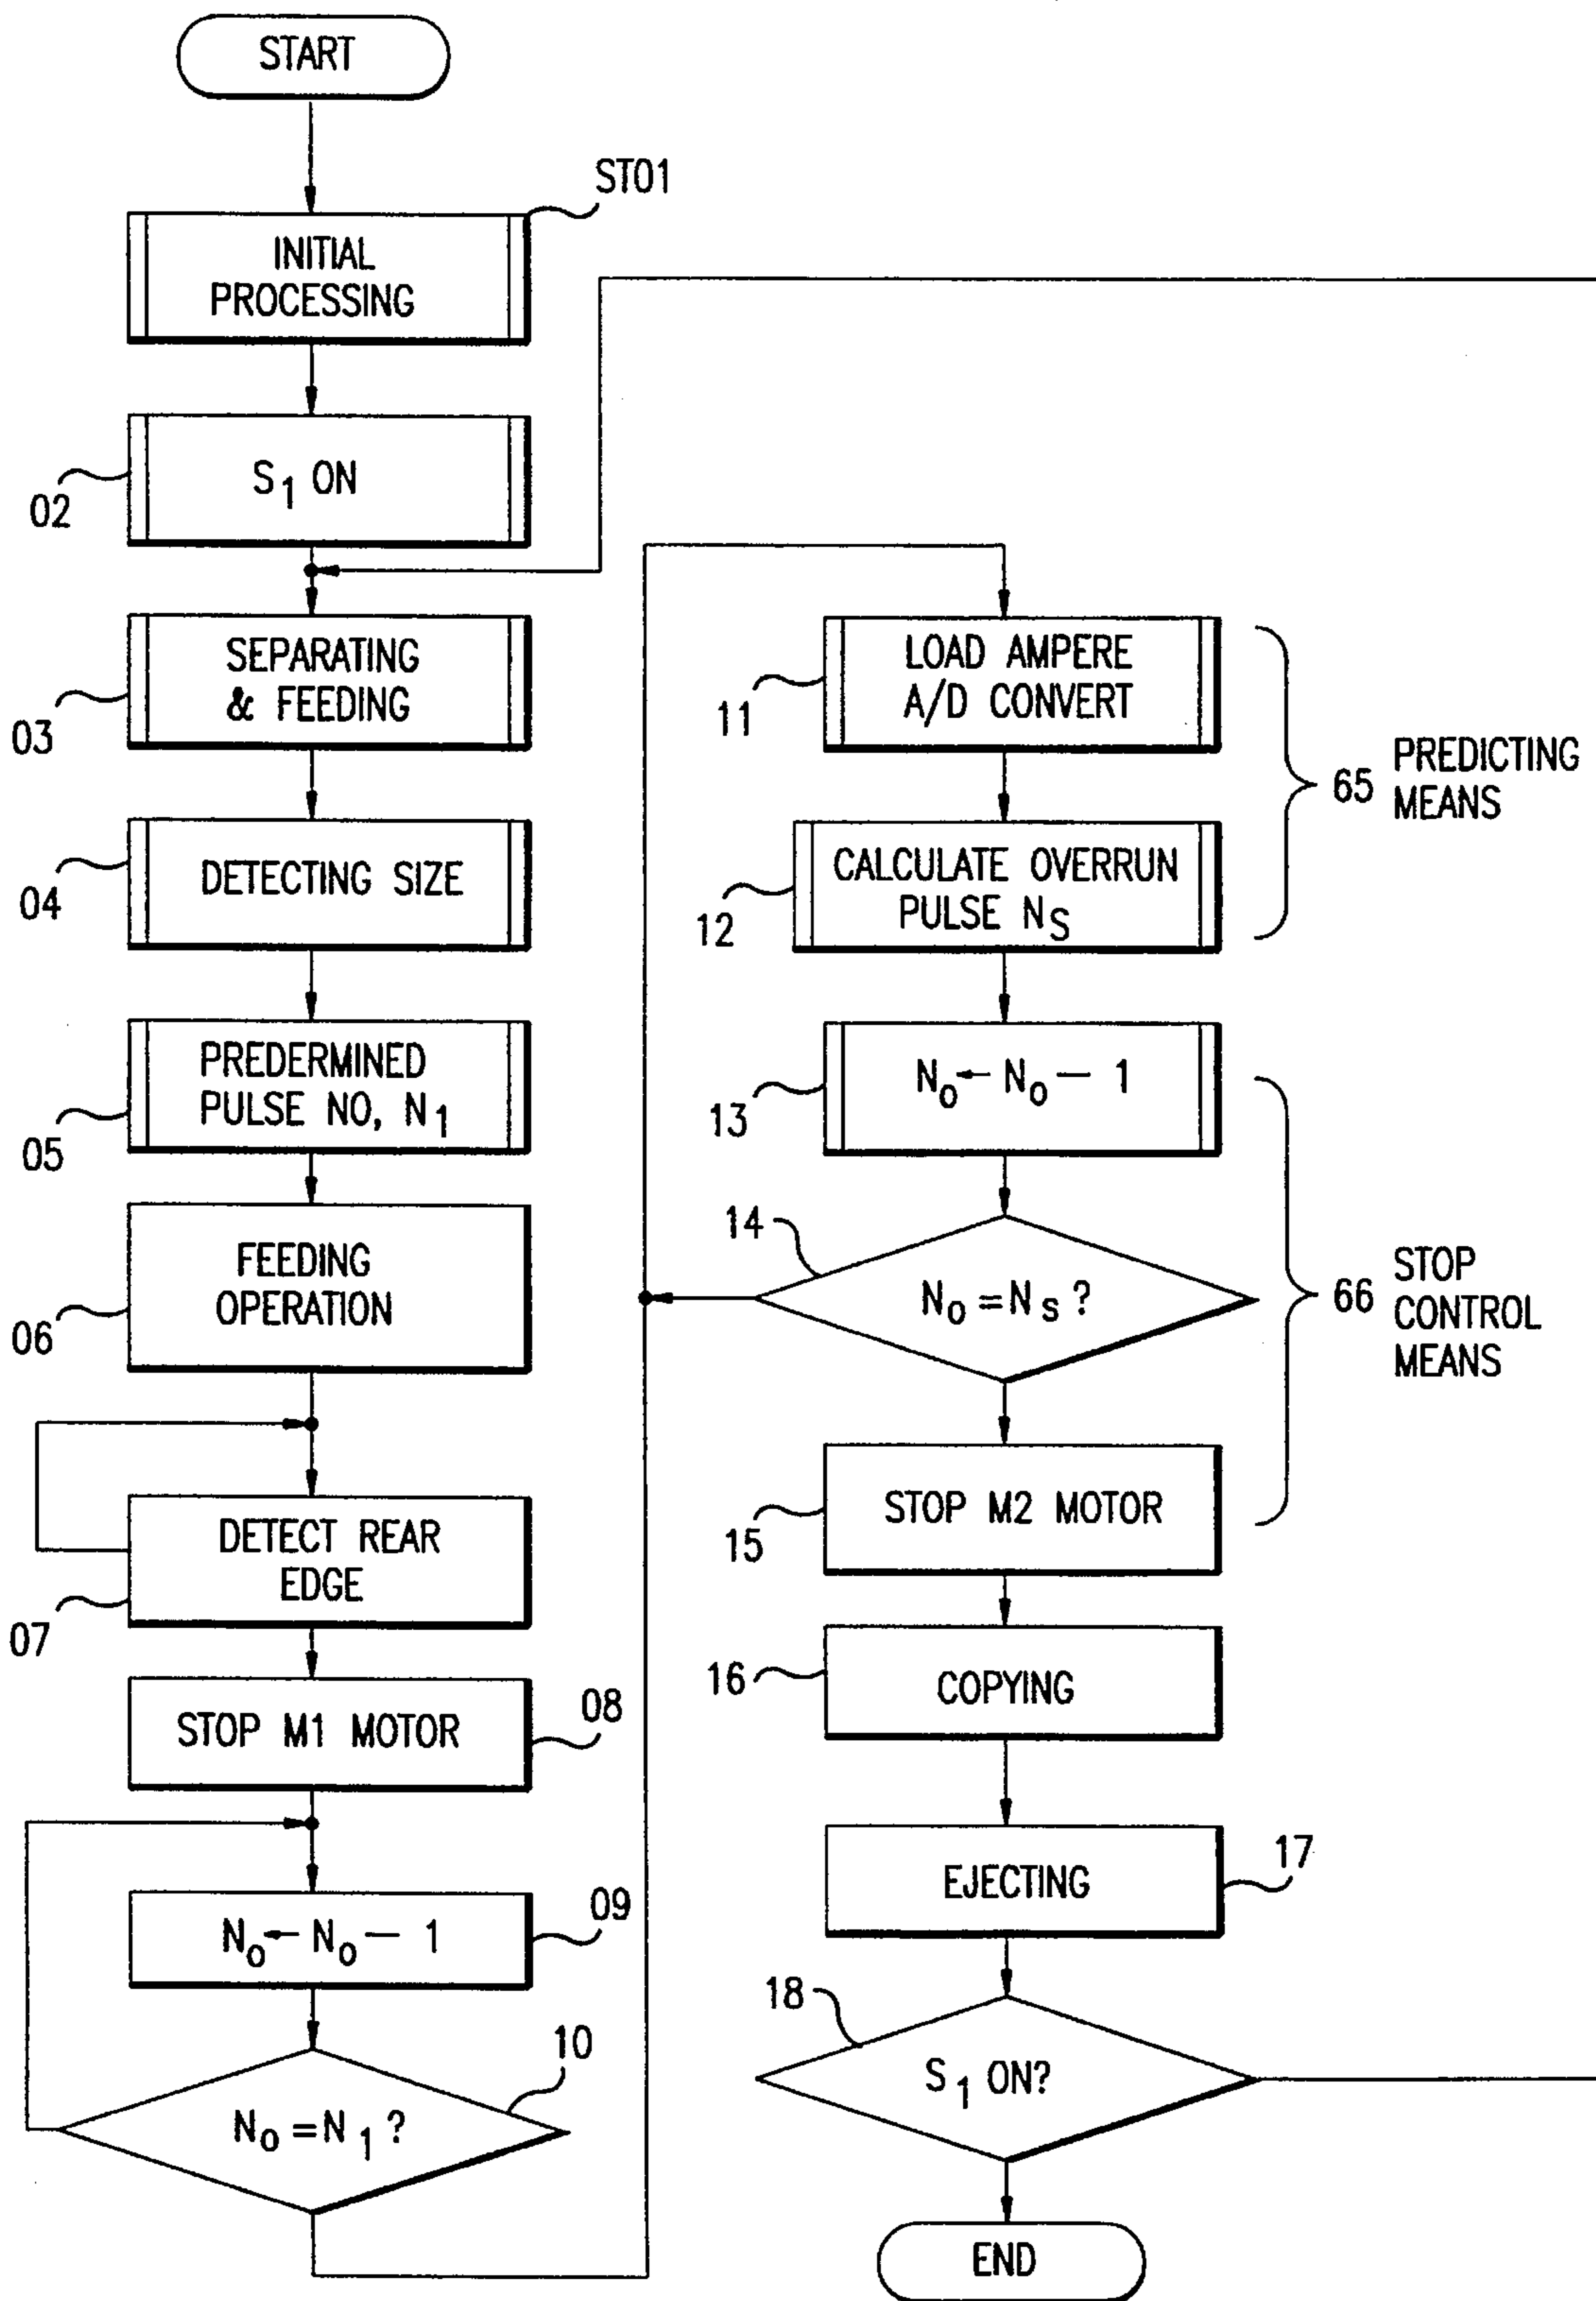 START
ST01
INITIAL
PROCESSING
02
S1 ON
03
SEPARATING
& FEEDING
04
DETECTING SIZE
05
PREDERMINED
PULSE NO, N1
06
FEEDING
OPERATION
07
DETECT REAR
EDGE
08
STOP M1 MOTOR
09
No ← No − 1
10
No = N1 ?
11
LOAD AMPERE
A/D CONVERT
12
CALCULATE OVERRUN
PULSE NS
65 PREDICTING
MEANS
13
No ← No − 1
14
No = NS ?
15
STOP M2 MOTOR
66 STOP
CONTROL
MEANS
16
COPYING
17
EJECTING
18
S1 ON?
END